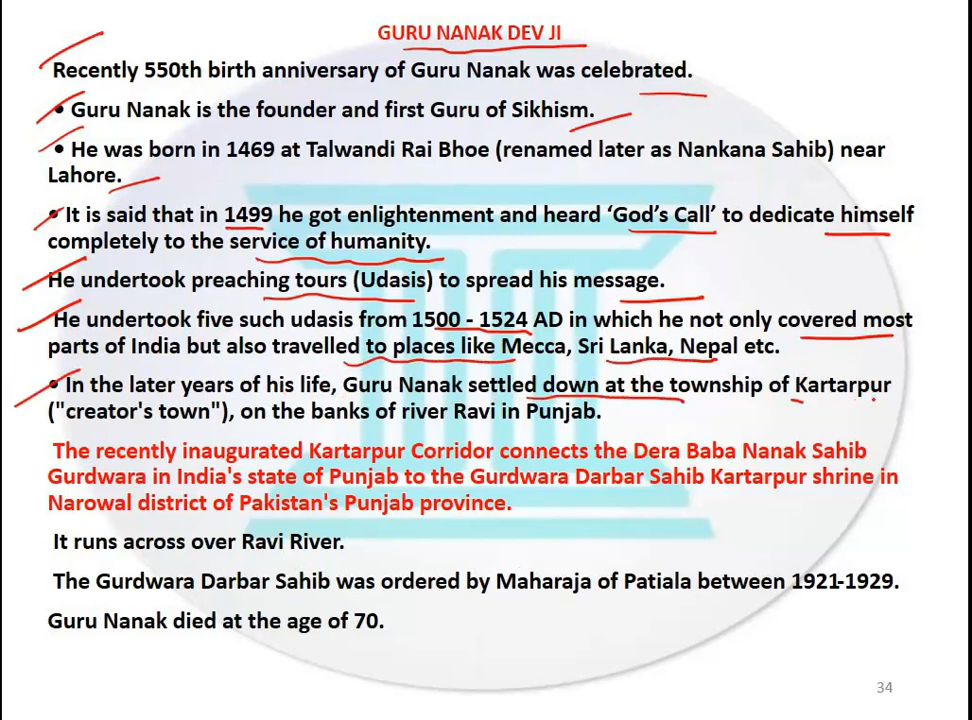 GURU NANAK DEV JI
Recently 550th birth anniversary of Guru Nanak was celebrated.
• Guru Nanak is the founder and first Guru of Sikhism.
• He was born in 1469 at Talwandi Rai Bhoe (renamed later as Nankana Sahib) near
Lahore.
• It is said that in 1499 he got enlightenment and heard ‘God’s Call’ to dedicate himself
completely to the service of humanity.
He undertook preaching tours (Udasis) to spread his message.
He undertook five such udasis from 1500 - 1524 AD in which he not only covered most
parts of India but also travelled to places like Mecca, Sri Lanka, Nepal etc.
• In the later years of his life, Guru Nanak settled down at the township of Kartarpur
("creator's town"), on the banks of river Ravi in Punjab.
The recently inaugurated Kartarpur Corridor connects the Dera Baba Nanak Sahib
Gurdwara in India's state of Punjab to the Gurdwara Darbar Sahib Kartarpur shrine in
Narowal district of Pakistan's Punjab province.
It runs across over Ravi River.
The Gurdwara Darbar Sahib was ordered by Maharaja of Patiala between 1921-1929.
Guru Nanak died at the age of 70.
34